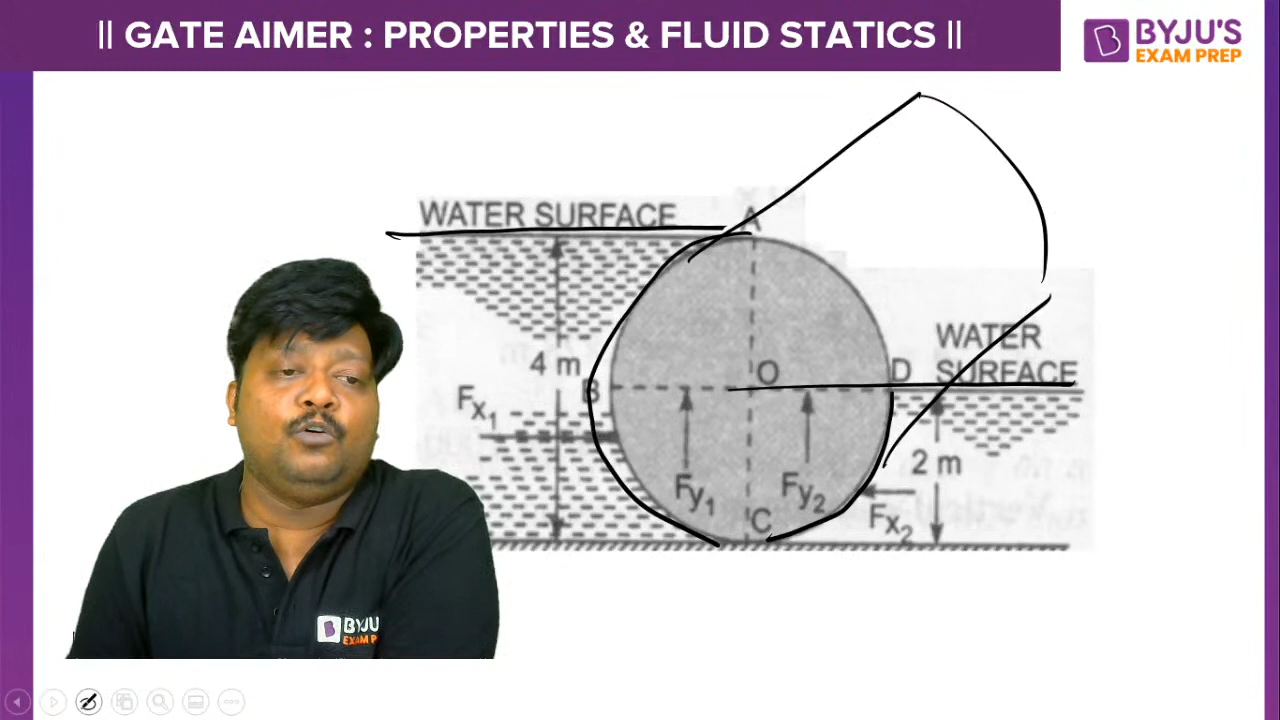 || GATE AIMER : PROPERTIES & FLUID STATICS ||
BYJU'S
EXAM PREP
WATER SURFACE
A
WATER
SURFACE
4 m
O
D
B
Fx1
2 m
Fy1
Fy2
Fx2
C
BYJU
EXAM P